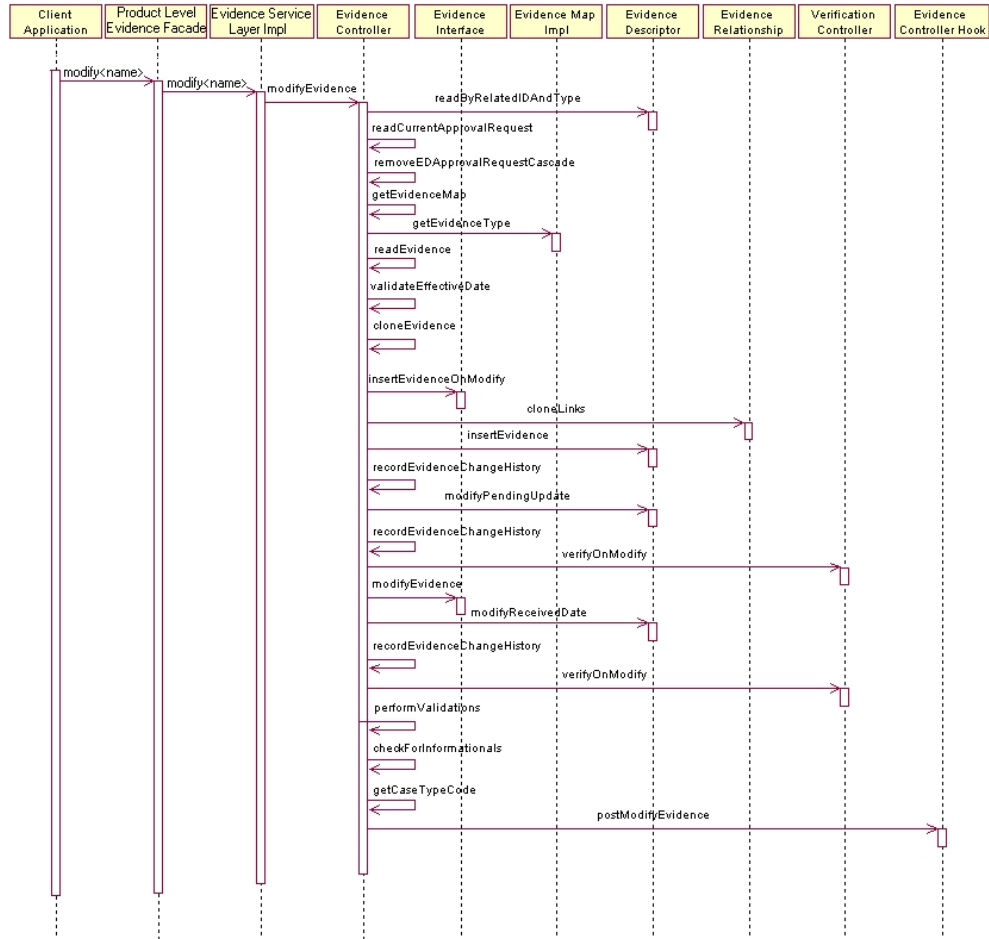 Client
Application
Product Level
Evidence Facade
Evidence Service
Layer Impl
Evidence
Controller
Evidence
Interface
Evidence Map
Impl
Evidence
Descriptor
Evidence
Relationship
Verification
Controller
Evidence
Controller Hook
modify<name>
modify<name>
modifyEvidence
readByRelatedIDAndType
readCurrentApprovalRequest
removeEDApprovalRequestCascade
getEvidenceMap
getEvidenceType
readEvidence
validateEffectiveDate
cloneEvidence
insertEvidenceOnModify
cloneLinks
insertEvidence
recordEvidenceChangeHistory
modifyPendingUpdate
recordEvidenceChangeHistory
verifyOnModify
modifyEvidence
modifyReceivedDate
recordEvidenceChangeHistory
verifyOnModify
performValidations
checkForInformationals
getCaseTypeCode
postModifyEvidence